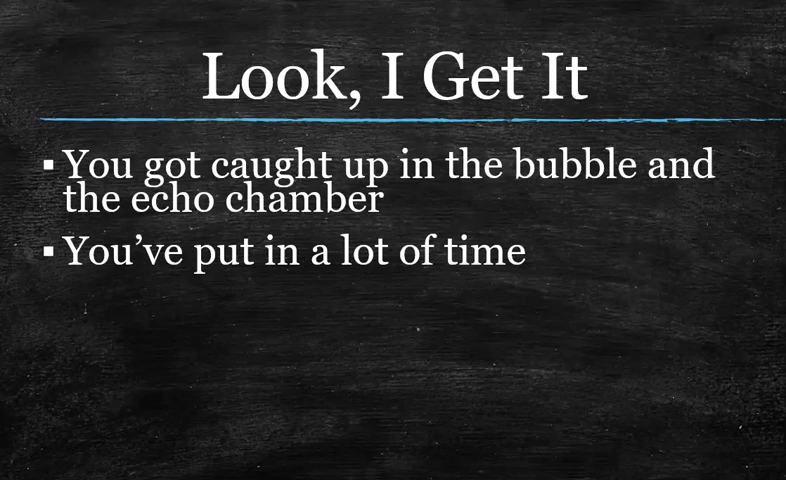 Look, I Get It
▪ You got caught up in the bubble and
the echo chamber
▪ You’ve put in a lot of time